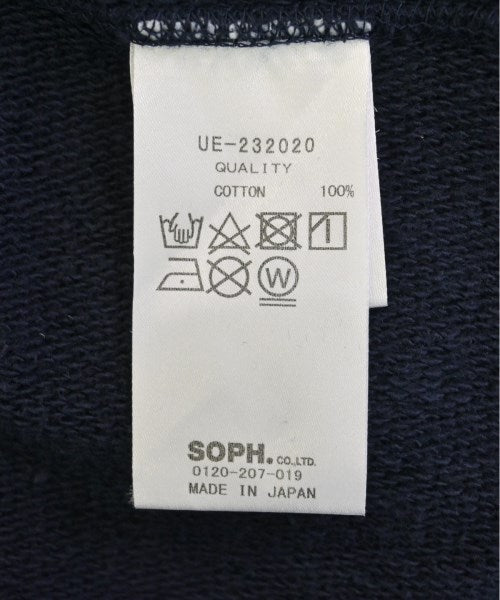 UE-232020
QUALITY
COTTON 100%
W
SOPH. CO.,LTD.
0120-207-019
MADE IN JAPAN